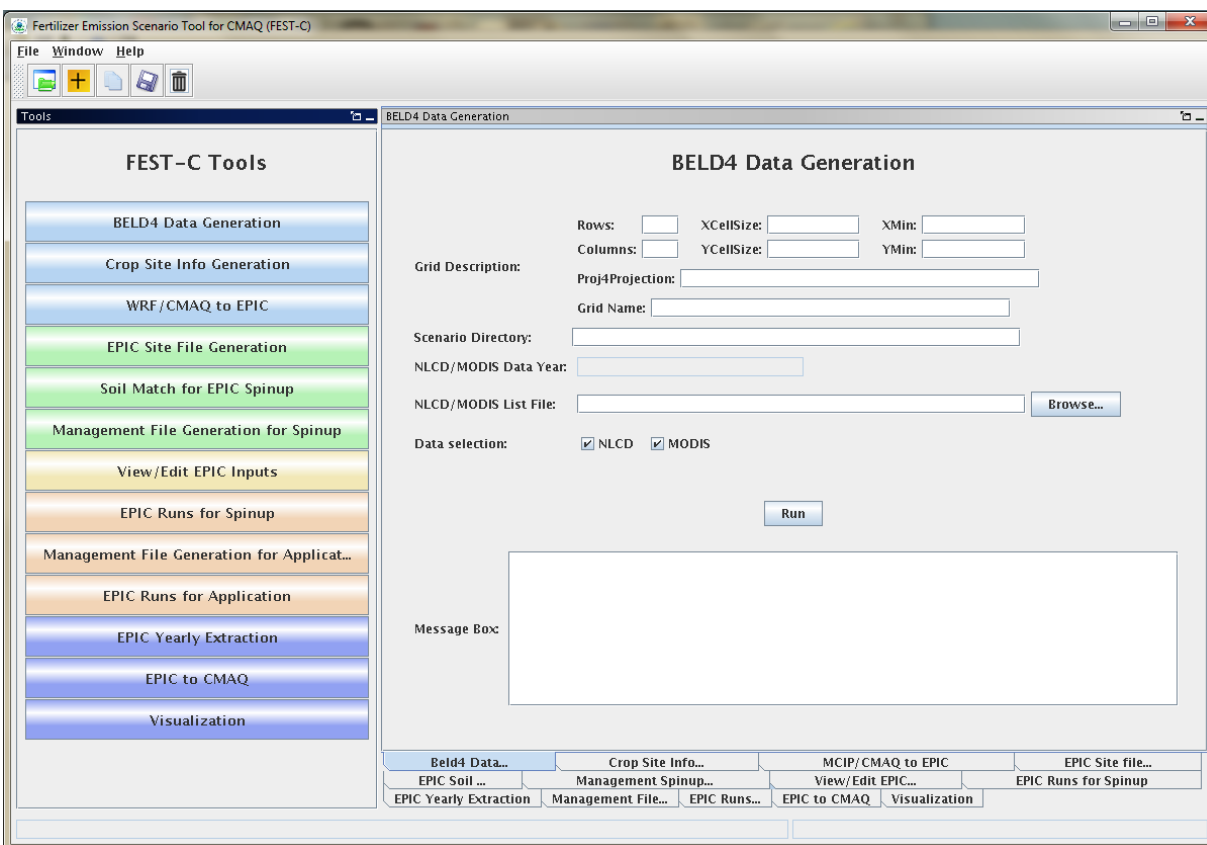 Fertilizer Emission Scenario Tool for CMAQ (FEST-C)
File Window Help
Tools
BELD4 Data Generation
FEST-C Tools
BELD4 Data Generation
Crop Site Info Generation
WRF/CMAQ to EPIC
EPIC Site File Generation
Soil Match for EPIC Spinup
Management File Generation for Spinup
View/Edit EPIC Inputs
EPIC Runs for Spinup
Management File Generation for Applicat...
EPIC Runs for Application
EPIC Yearly Extraction
EPIC to CMAQ
Visualization
BELD4 Data Generation
Grid Description:
Rows: XCellSize: XMin:
Columns: YCellSize: YMin:
Proj4Projection:
Grid Name:
Scenario Directory:
NLCD/MODIS Data Year:
NLCD/MODIS List File: Browse...
Data selection: NLCD MODIS
Run
Message Box:
Beld4 Data... Crop Site Info... MCIP/CMAQ to EPIC EPIC Site file...
EPIC Soil ... Management Spinup... View/Edit EPIC... EPIC Runs for Spinup
EPIC Yearly Extraction Management File... EPIC Runs... EPIC to CMAQ Visualization